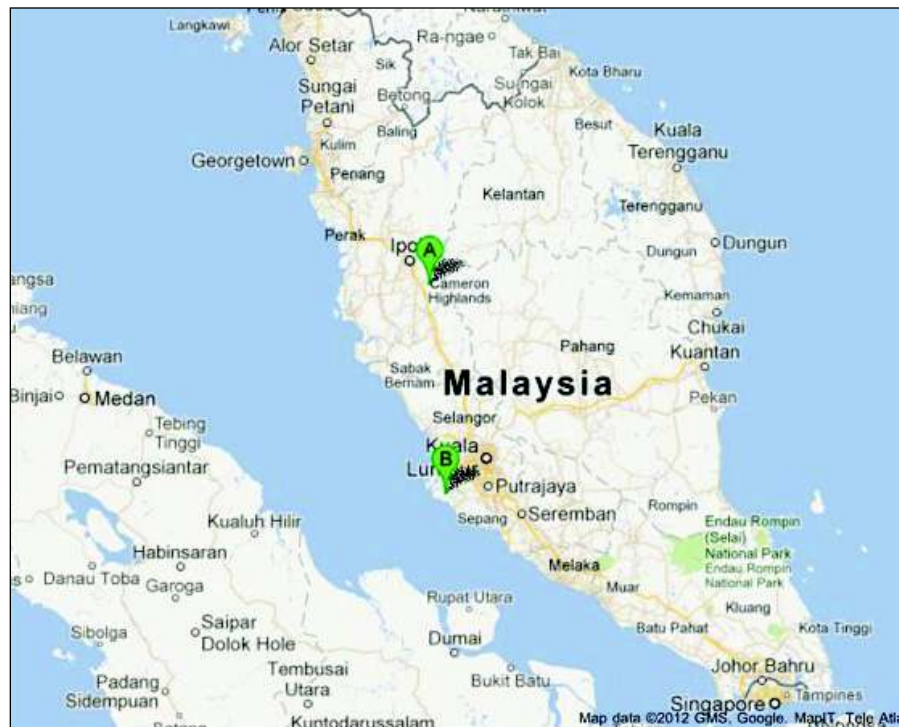 Langkawi
Narathiwat
Alor Setar
Ra-ngae
Tak Bai
Sik
Sungai
Petani
Betong
Su-ngai
Kolok
Kota Bharu
Baling
Besut
Kuala
Terengganu
Kulim
Georgetown
Penang
Kelantan
Terengganu
Perak
A
Dungun
Dungun
Cameron
Highlands
Kemaman
Chukai
Belawan
Pahang
Kuantan
Sabak
Bernam
Malaysia
Binjai
Medan
Pekan
Tebing
Tinggi
Selangor
Kuala
B
Pematangsiantar
Putrajaya
Rompin
Sepang
Seremban
Kualuh Hilir
Endau Rompin
(Selai)
National Park
Endau Rompin
National Park
Habinsaran
Melaka
Danau Toba
Garoga
Muar
Kluang
Rupat Utara
Batu Pahat
Kota Tinggi
Saipar
Dolok Hole
Sibolga
Dumai
Tembusai
Utara
Bukit Batu
Johor Bahru
Padang
Sidempuan
Tampines
Singapore
Kuntodarussalam
Map data ©2012 GMS, Google, MapIT, Tele